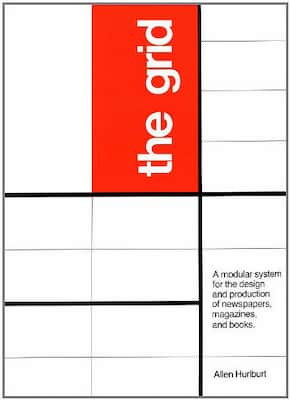 the grid
A modular system
for the design
and production
of newspapers,
magazines,
and books.
Allen Hurlburt